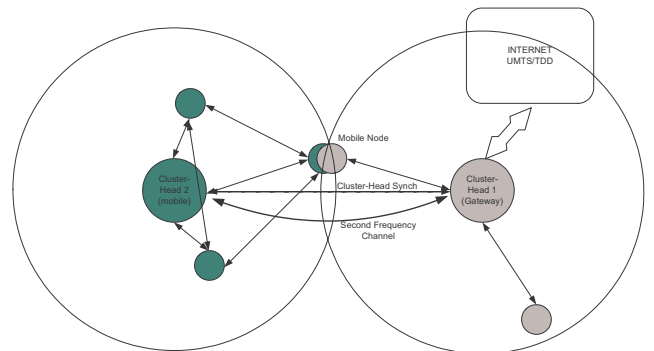 INTERNET
UMTS/TDD
Mobile Node
Cluster-
Head 2
(mobile)
Cluster-Head Synch
Cluster-
Head 1
(Gateway)
Second Frequency
Channel